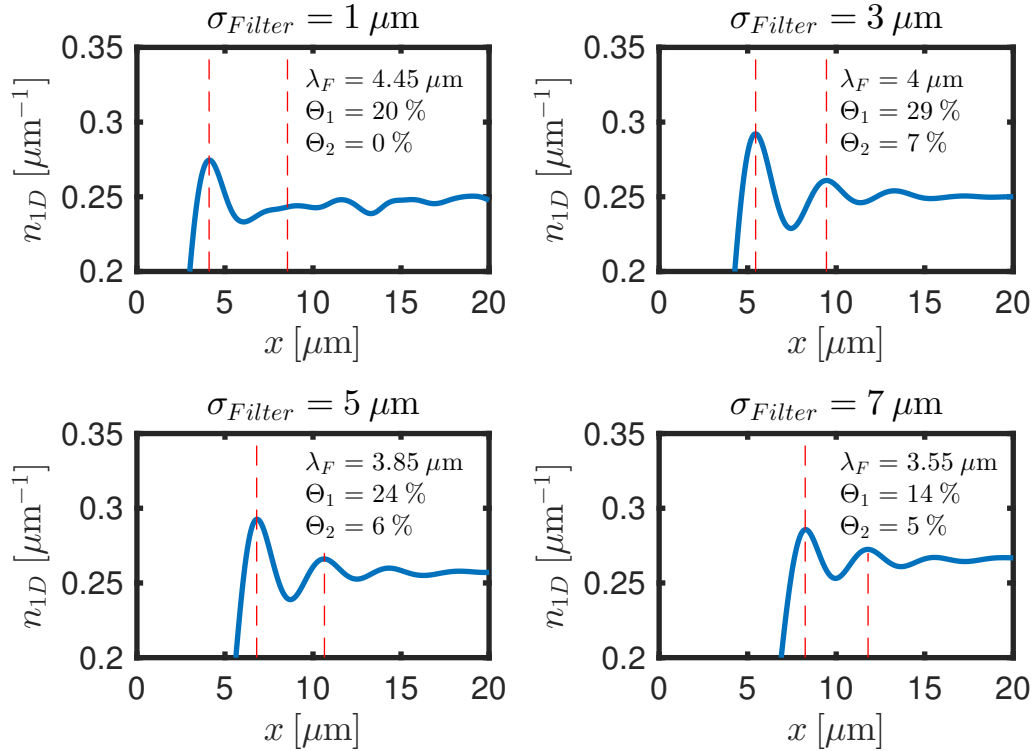 σ_Filter = 1 μm
n_1D [μm⁻¹]
0.35
0.3
0.25
0.2
λ_F = 4.45 μm
Θ_1 = 20 %
Θ_2 = 0 %
0 5 10 15 20
x [μm]
σ_Filter = 3 μm
n_1D [μm⁻¹]
0.35
0.3
0.25
0.2
λ_F = 4 μm
Θ_1 = 29 %
Θ_2 = 7 %
0 5 10 15 20
x [μm]
σ_Filter = 5 μm
n_1D [μm⁻¹]
0.35
0.3
0.25
0.2
λ_F = 3.85 μm
Θ_1 = 24 %
Θ_2 = 6 %
0 5 10 15 20
x [μm]
σ_Filter = 7 μm
n_1D [μm⁻¹]
0.35
0.3
0.25
0.2
λ_F = 3.55 μm
Θ_1 = 14 %
Θ_2 = 5 %
0 5 10 15 20
x [μm]